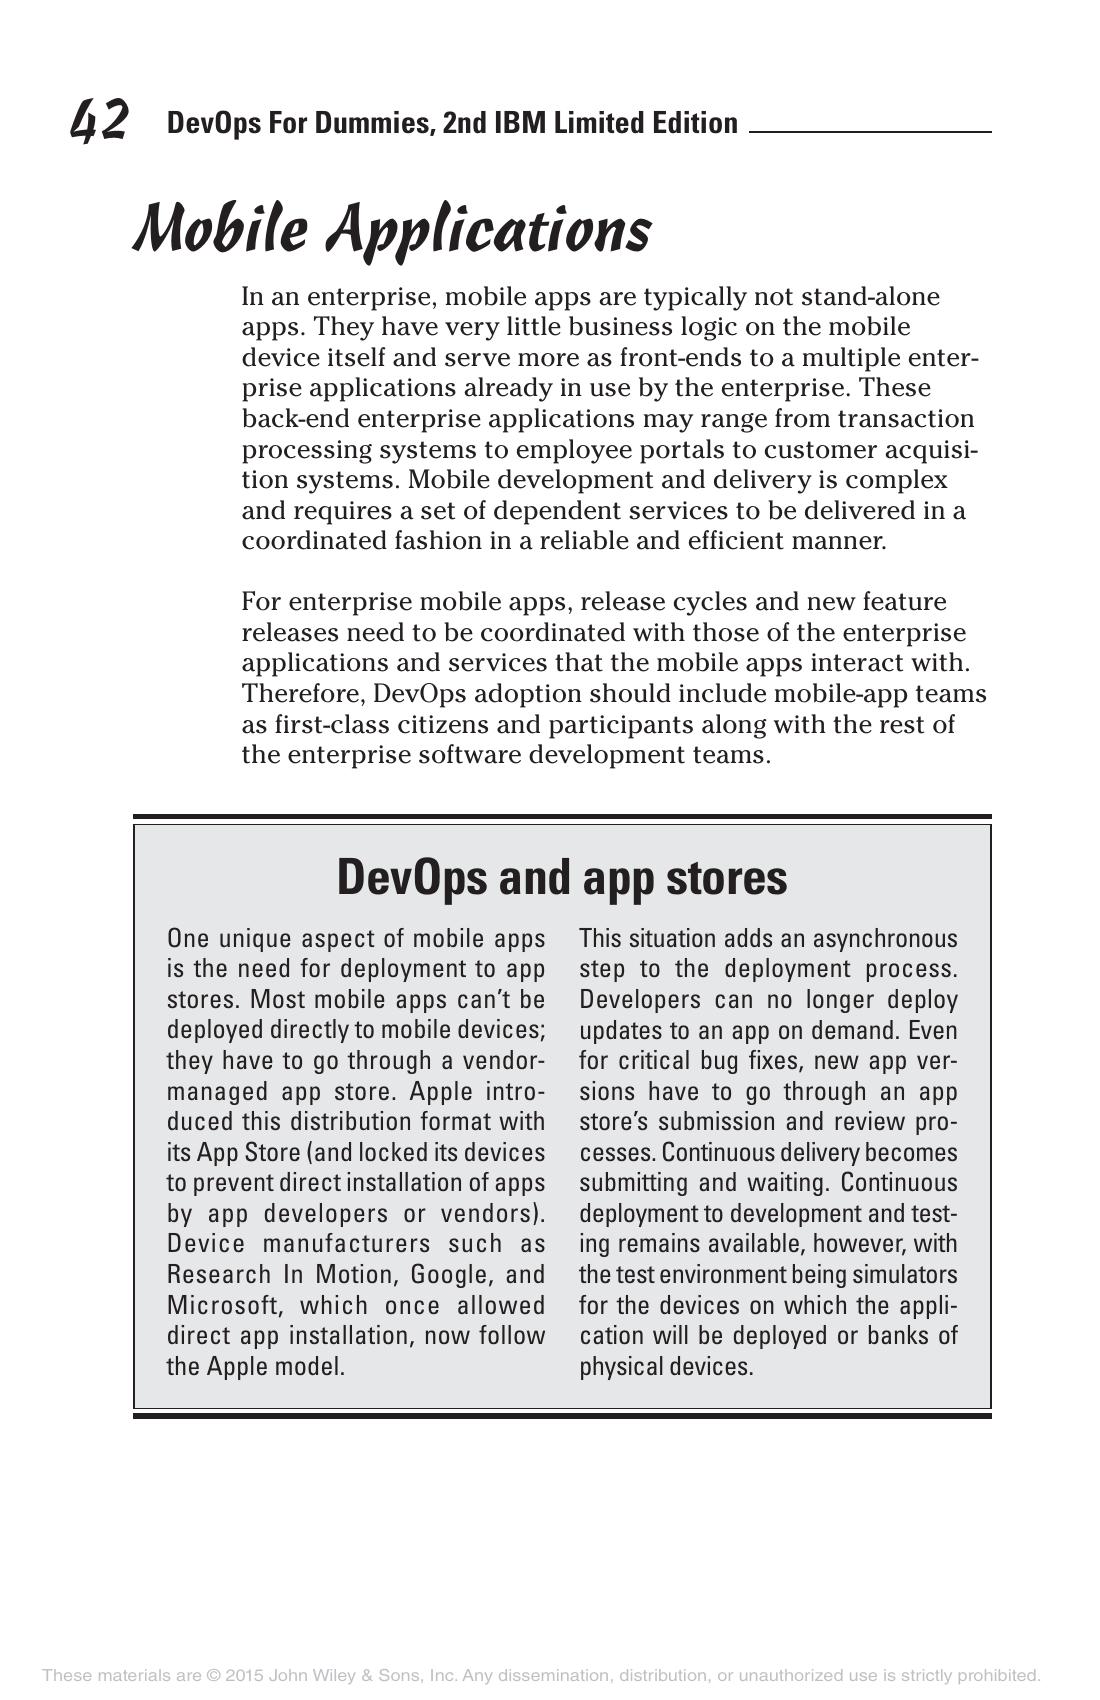 42
DevOps For Dummies, 2nd IBM Limited Edition
Mobile Applications
In an enterprise, mobile apps are typically not stand-alone
apps. They have very little business logic on the mobile
device itself and serve more as front-ends to a multiple enter-
prise applications already in use by the enterprise. These
back-end enterprise applications may range from transaction
processing systems to employee portals to customer acquisi-
tion systems. Mobile development and delivery is complex
and requires a set of dependent services to be delivered in a
coordinated fashion in a reliable and efficient manner.
For enterprise mobile apps, release cycles and new feature
releases need to be coordinated with those of the enterprise
applications and services that the mobile apps interact with.
Therefore, DevOps adoption should include mobile-app teams
as first-class citizens and participants along with the rest of
the enterprise software development teams.
DevOps and app stores
One unique aspect of mobile apps
is the need for deployment to app
stores. Most mobile apps can’t be
deployed directly to mobile devices;
they have to go through a vendor-
managed app store. Apple intro-
duced this distribution format with
its App Store (and locked its devices
to prevent direct installation of apps
by app developers or vendors).
Device manufacturers such as
Research In Motion, Google, and
Microsoft, which once allowed
direct app installation, now follow
the Apple model.
This situation adds an asynchronous
step to the deployment process.
Developers can no longer deploy
updates to an app on demand. Even
for critical bug fixes, new app ver-
sions have to go through an app
store’s submission and review pro-
cesses. Continuous delivery becomes
submitting and waiting. Continuous
deployment to development and test-
ing remains available, however, with
the test environment being simulators
for the devices on which the appli-
cation will be deployed or banks of
physical devices.
These materials are © 2015 John Wiley & Sons, Inc. Any dissemination, distribution, or unauthorized use is strictly prohibited.